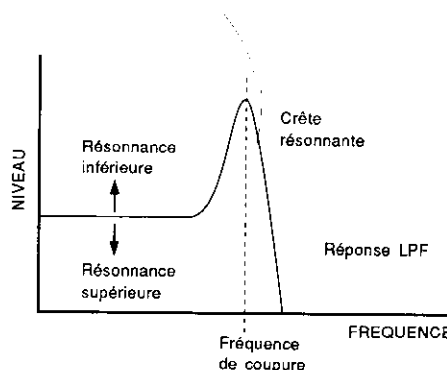 Crête
résonnante
Résonnance
inférieure
NIVEAU
Résonnance
supérieure
Réponse LPF
FREQUENCE
Fréquence
de coupure